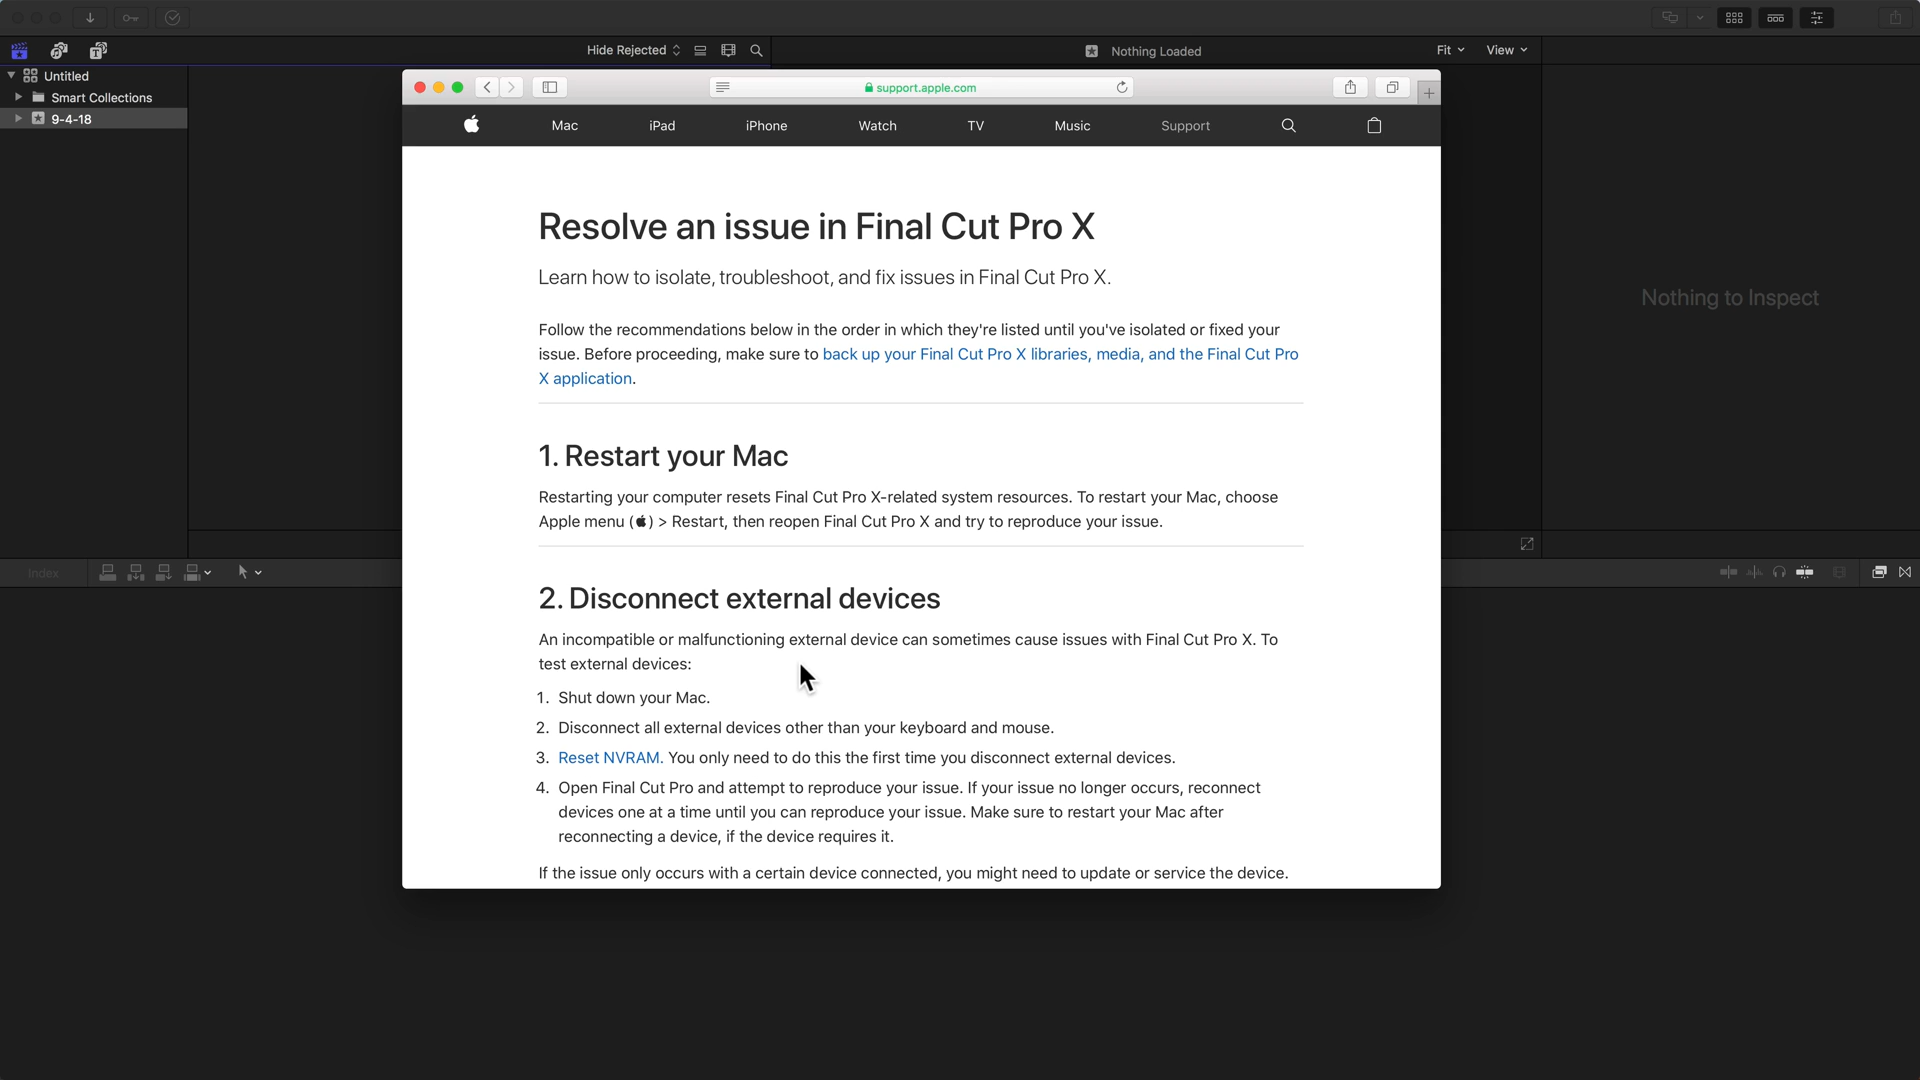 Hide Rejected
Nothing Loaded
Fit
View
Untitled
Smart Collections
9-4-18
support.apple.com
Mac
iPad
iPhone
Watch
TV
Music
Support
Resolve an issue in Final Cut Pro X
Learn how to isolate, troubleshoot, and fix issues in Final Cut Pro X.
Nothing to Inspect
Follow the recommendations below in the order in which they're listed until you've isolated or fixed your
issue. Before proceeding, make sure to back up your Final Cut Pro X libraries, media, and the Final Cut Pro
X application.
1. Restart your Mac
Restarting your computer resets Final Cut Pro X-related system resources. To restart your Mac, choose
Apple menu () > Restart, then reopen Final Cut Pro X and try to reproduce your issue.
Index
2. Disconnect external devices
An incompatible or malfunctioning external device can sometimes cause issues with Final Cut Pro X. To
test external devices:
1. Shut down your Mac.
2. Disconnect all external devices other than your keyboard and mouse.
3. Reset NVRAM. You only need to do this the first time you disconnect external devices.
4. Open Final Cut Pro and attempt to reproduce your issue. If your issue no longer occurs, reconnect
devices one at a time until you can reproduce your issue. Make sure to restart your Mac after
reconnecting a device, if the device requires it.
If the issue only occurs with a certain device connected, you might need to update or service the device.